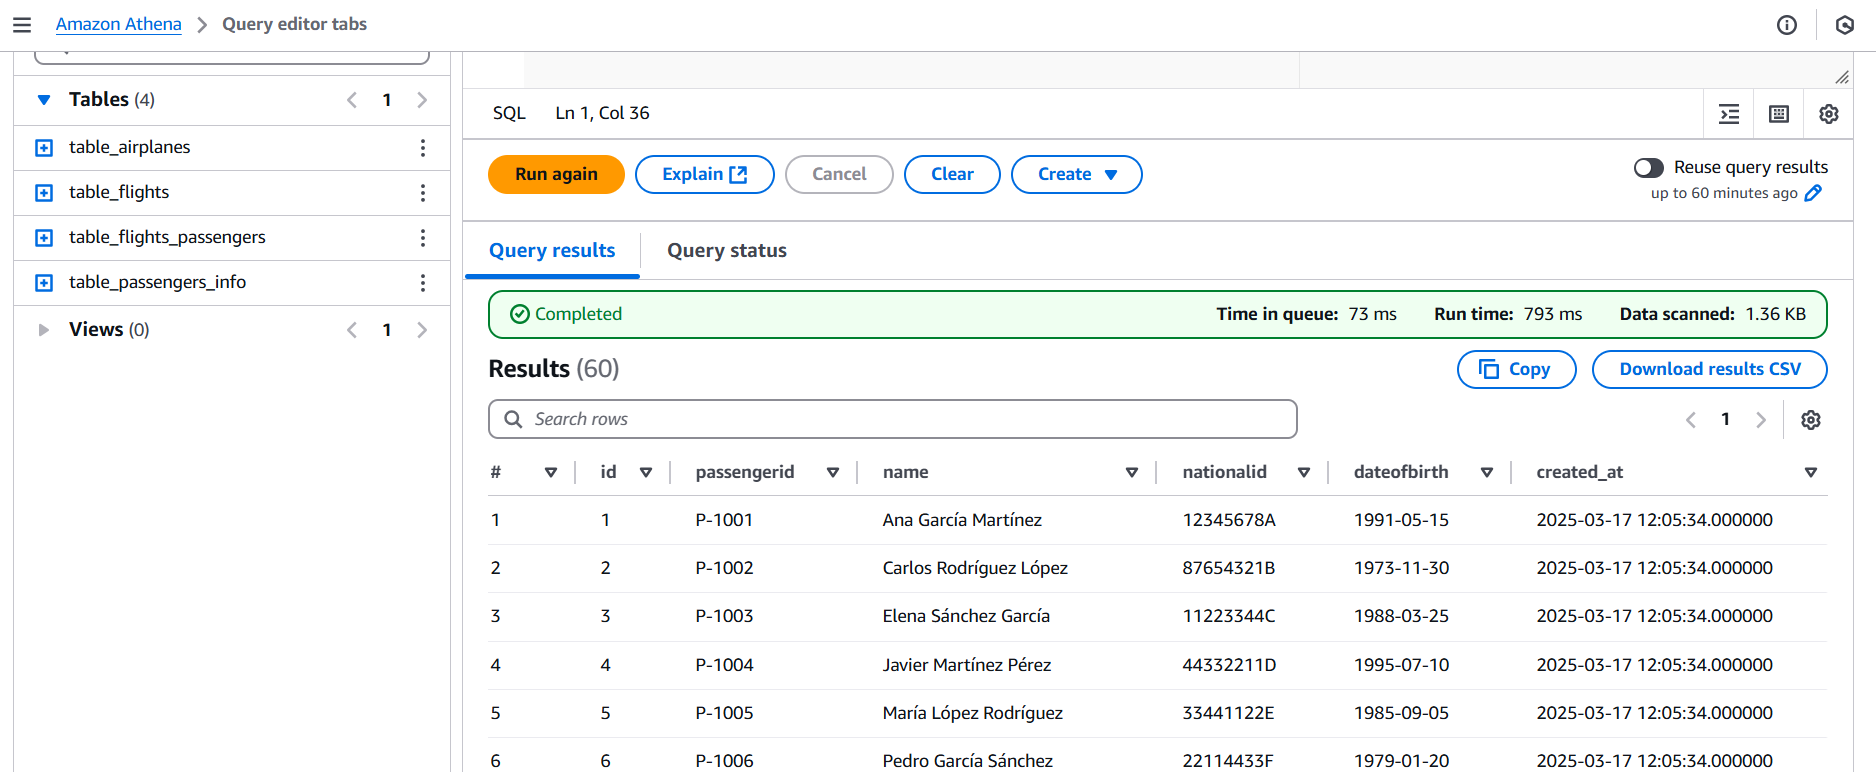 Amazon Athena > Query editor tabs
Tables (4) < 1 >
table_airplanes
table_flights
table_flights_passengers
table_passengers_info
Views (0) < 1 >
SQL Ln 1, Col 36
Run again Explain Cancel Clear Create
Reuse query results
up to 60 minutes ago
Query results Query status
Completed Time in queue: 73 ms Run time: 793 ms Data scanned: 1.36 KB
Results (60) Copy Download results CSV
Search rows < 1 >
# id passengerid name nationalid dateofbirth created_at
1 1 P-1001 Ana García Martínez 12345678A 1991-05-15 2025-03-17 12:05:34.000000
2 2 P-1002 Carlos Rodríguez López 87654321B 1973-11-30 2025-03-17 12:05:34.000000
3 3 P-1003 Elena Sánchez García 11223344C 1988-03-25 2025-03-17 12:05:34.000000
4 4 P-1004 Javier Martínez Pérez 44332211D 1995-07-10 2025-03-17 12:05:34.000000
5 5 P-1005 María López Rodríguez 33441122E 1985-09-05 2025-03-17 12:05:34.000000
6 6 P-1006 Pedro García Sánchez 22114433F 1979-01-20 2025-03-17 12:05:34.000000